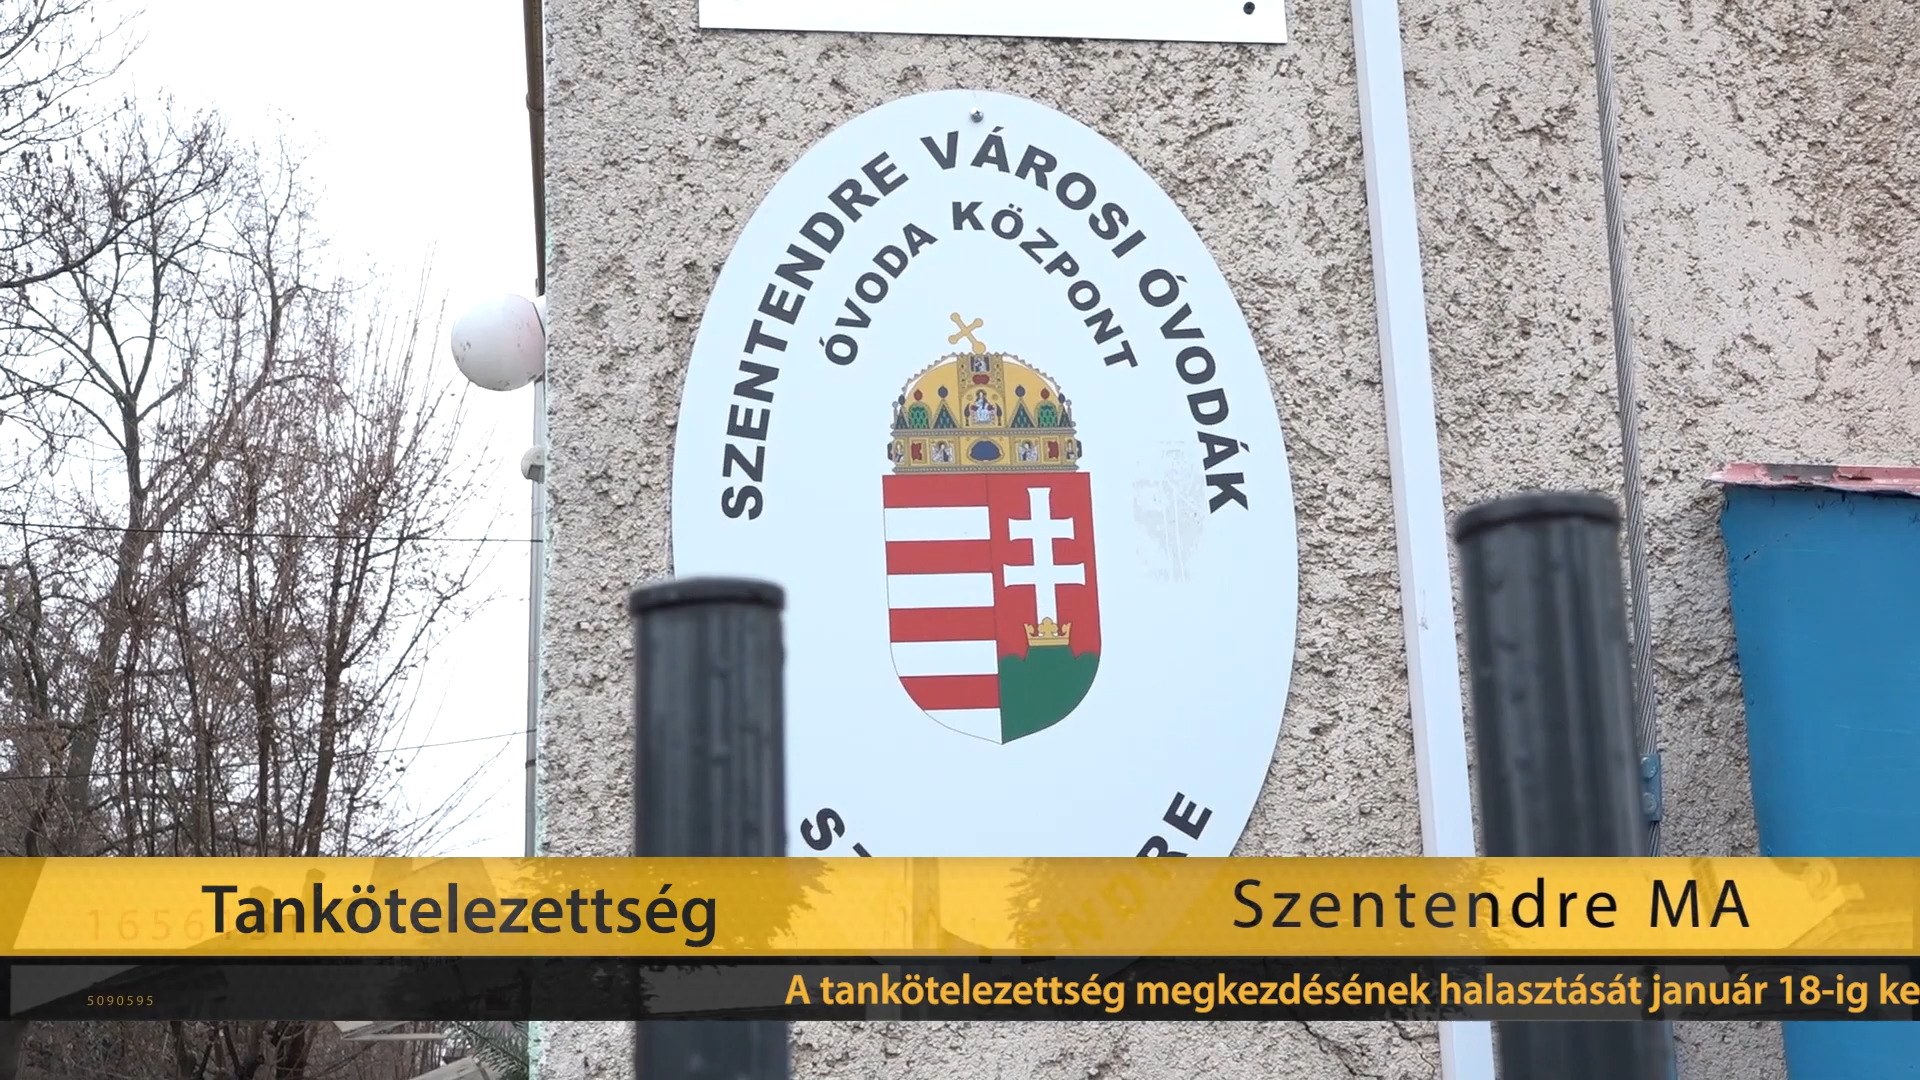 SZENTENDRE VÁROSI ÓVODÁK
ÓVODA KÖZPONT
Tankötelezettség
Szentendre MA
A tankötelezettség megkezdésének halasztását január 18-ig ke
5090595